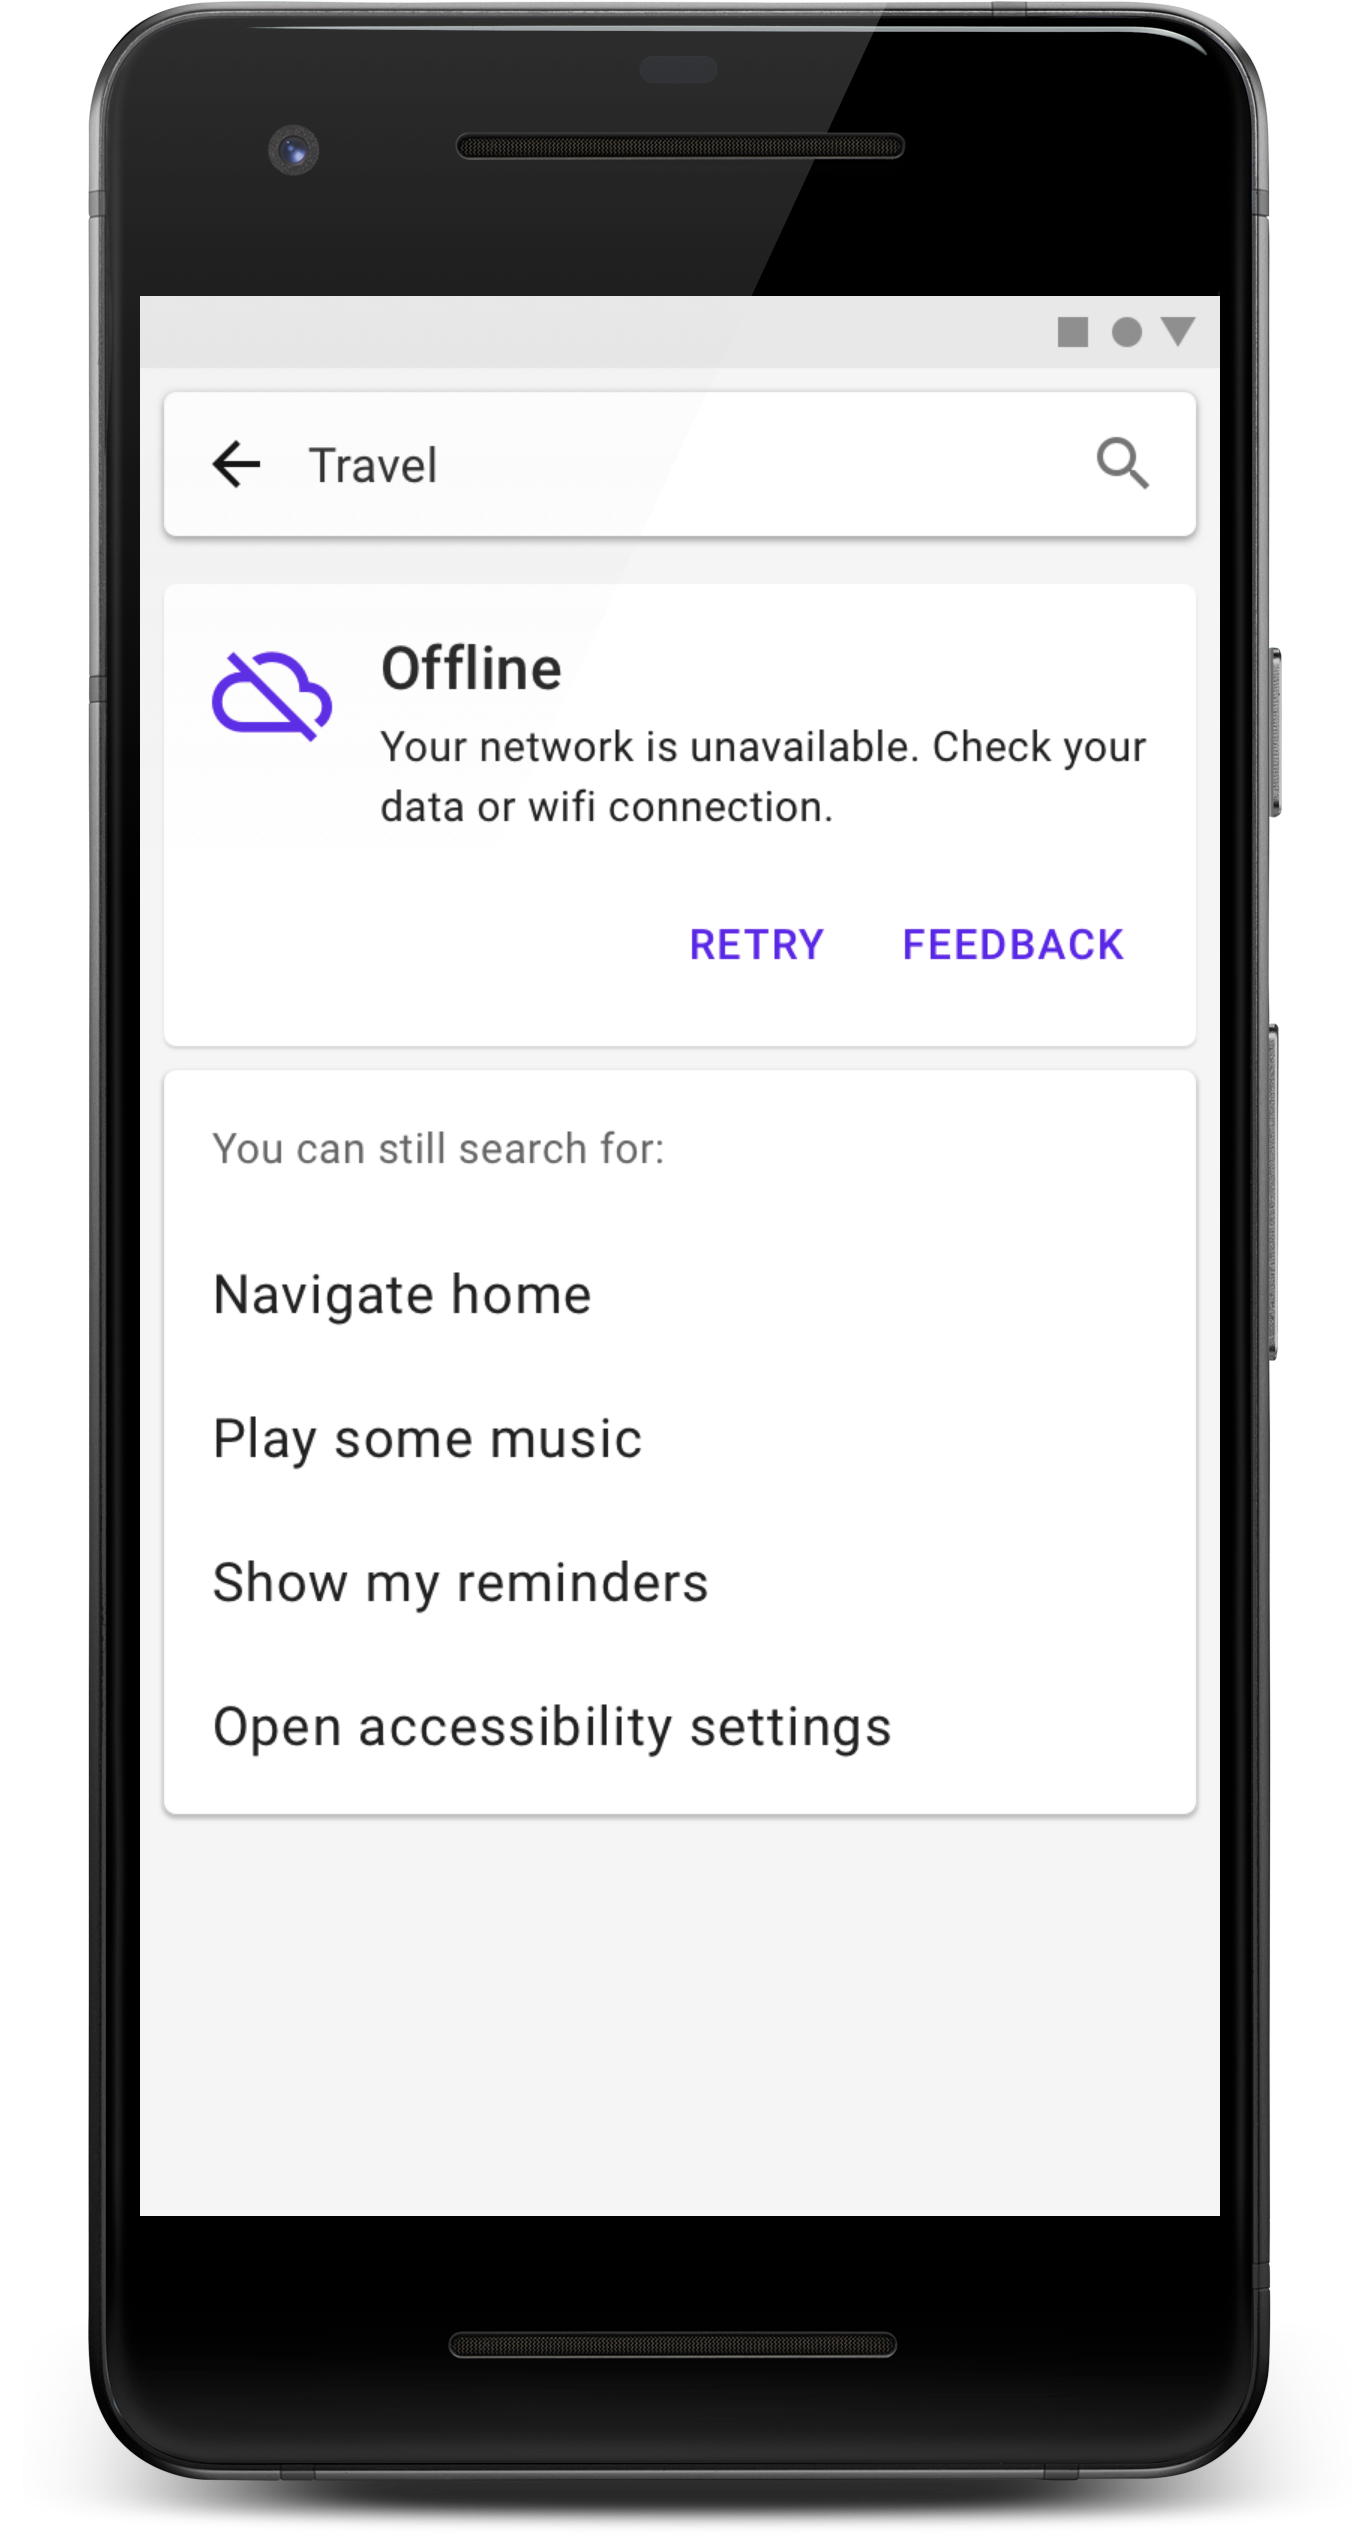 Travel
Offline
Your network is unavailable. Check your
data or wifi connection.
RETRY FEEDBACK
You can still search for:
Navigate home
Play some music
Show my reminders
Open accessibility settings